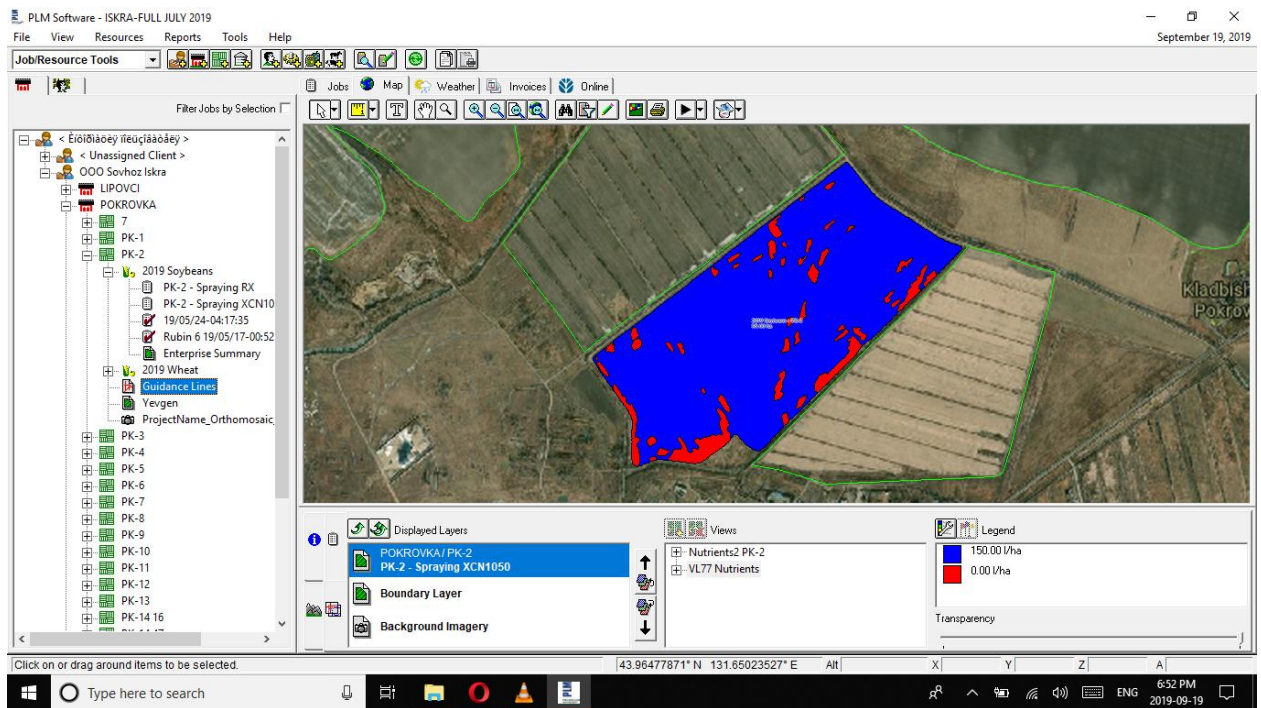 PLM Software - ISKRA-FULL JULY 2019
File View Resources Reports Tools Help
September 19, 2019
Job/Resource Tools
Jobs Map Weather Invoices Online
Filter Jobs by Selection
< Unassigned Client >
OOO Sovhoz Iskra
LIPOVCI
POKROVKA
7
PK-1
PK-2
2019 Soybeans
PK-2 - Spraying RX
PK-2 - Spraying XCN10
19/05/24-04:17:35
Rubin 6 19/05/17-00:52
Enterprise Summary
2019 Wheat
Guidance Lines
Yevgen
ProjectName_Orthomosaic
PK-3
PK-4
PK-5
PK-6
PK-7
PK-8
PK-9
PK-10
PK-11
PK-12
PK-13
PK-14 16
Kladbish
Pokrov
Displayed Layers
POKROVKA / PK-2
PK-2 - Spraying XCN1050
Boundary Layer
Background Imagery
Views
Nutrients2 PK-2
VL77 Nutrients
Legend
150.00 l/ha
0.00 l/ha
Transparency
Click on or drag around items to be selected.
43.96477871° N 131.65023527° E Alt X Y Z A
Type here to search
ENG
6:52 PM
2019-09-19